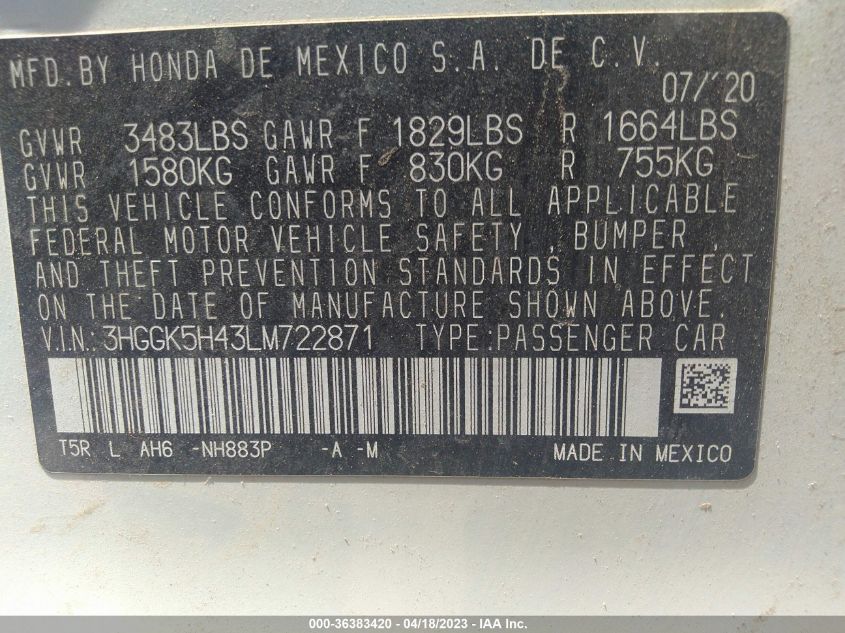 MFD. BY HONDA DE MEXICO S.A. DE C.V.
07/'20
GVWR 3483LBS GAWR F 1829LBS R 1664LBS
GVWR 1580KG GAWR F 830KG R 755KG
THIS VEHICLE CONFORMS TO ALL APPLICABLE
FEDERAL MOTOR VEHICLE SAFETY , BUMPER ,
AND THEFT PREVENTION STANDARDS IN EFFECT
ON THE DATE OF MANUFACTURE SHOWN ABOVE.
V.I.N.: 3HGGK5H43LM722871 TYPE:PASSENGER CAR
T5R L AH6 -NH883P -A -M MADE IN MEXICO
000-36383420 - 04/18/2023 - IAA Inc.